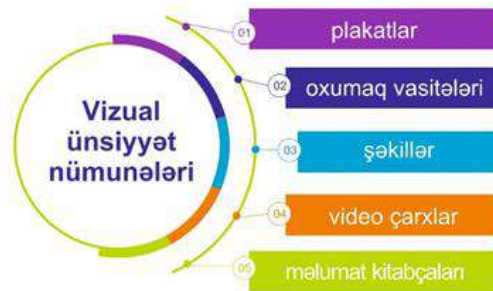 Vizual
ünsiyyət
nümunələri
01
plakatlar
02
oxumaq vasitələri
03
şəkillər
04
video çarxlar
05
məlumat kitabçaları